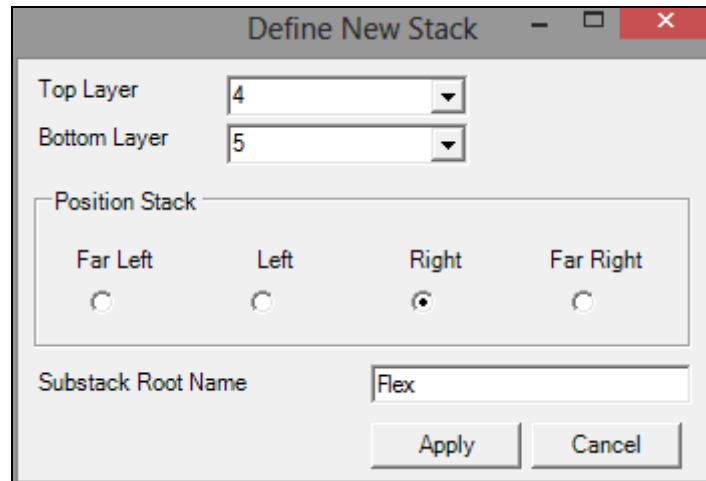 Define New Stack
Top Layer 4
Bottom Layer 5
Position Stack
Far Left Left Right Far Right
Substack Root Name Flex
Apply Cancel